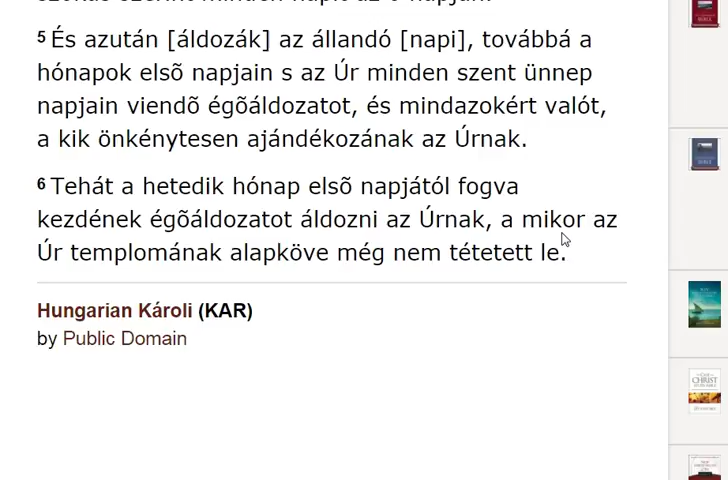 5 És azután [áldozák] az állandó [napi], továbbá a
hónapok elsõ napjain s az Úr minden szent ünnep
napjain viendõ égõáldozatot, és mindazokért valót,
a kik önkénytesen ajándékozának az Úrnak.
6 Tehát a hetedik hónap elsõ napjától fogva
kezdének égõáldozatot áldozni az Úrnak, a mikor az
Úr templomának alapköve még nem tétetett le.
Hungarian Károli (KAR)
by Public Domain